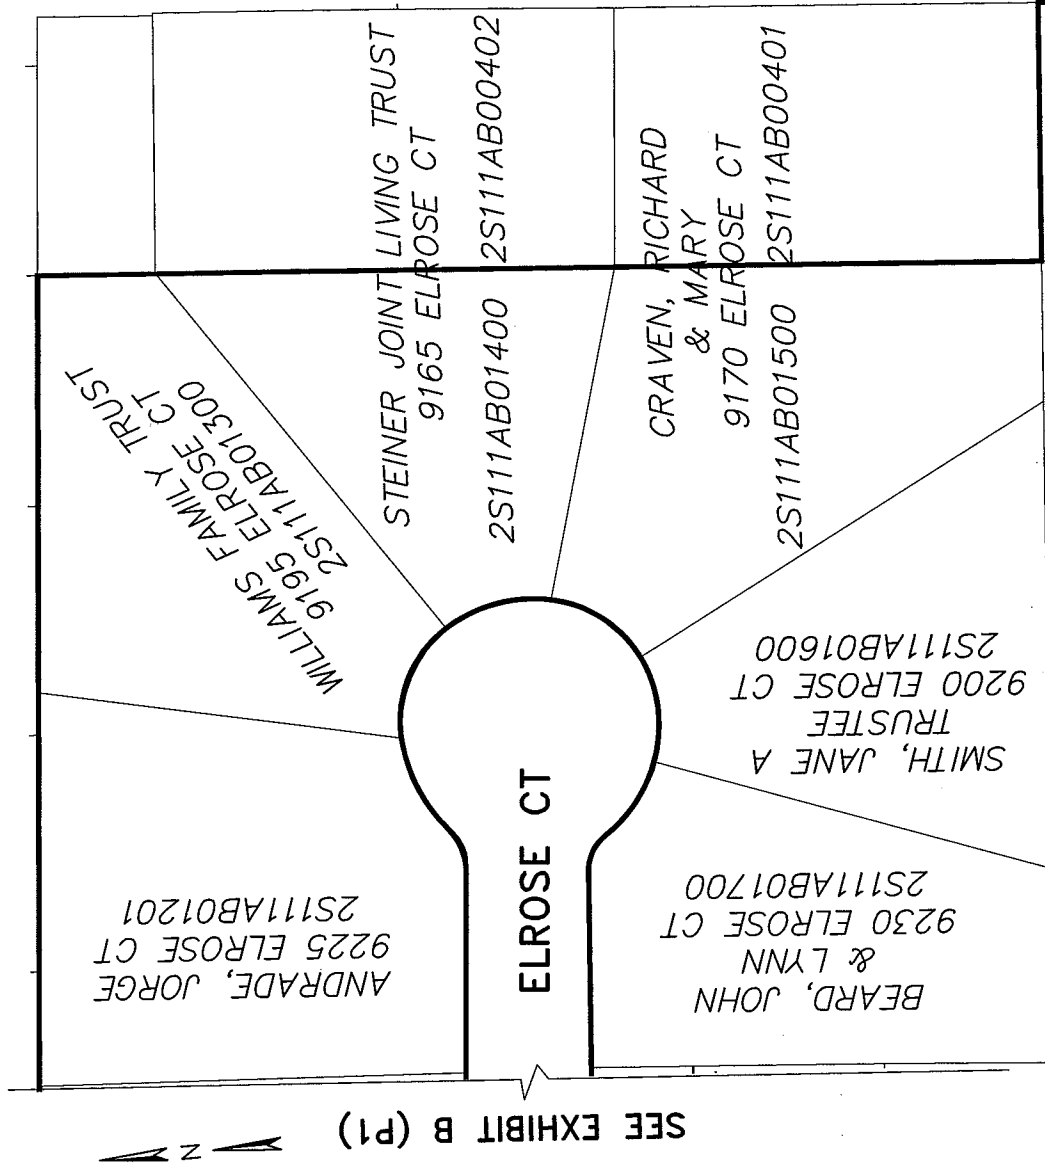 STEINER JOINT LIVING TRUST
9165 ELROSE CT
2S111AB01400 2S111AB00402
CRAVEN, RICHARD
& MARY
9170 ELROSE CT
2S111AB01500 2S111AB00401
WILLIAMS FAMILY TRUST
9195 ELROSE CT
2S111AB01300
ELROSE CT
SMITH, JANE A
TRUSTEE
9200 ELROSE CT
2S111AB01600
BEARD, JOHN
& LYNN
9230 ELROSE CT
2S111AB01700
ANDRADE, JORGE
9225 ELROSE CT
2S111AB01201
SEE EXHIBIT B (P1)
N